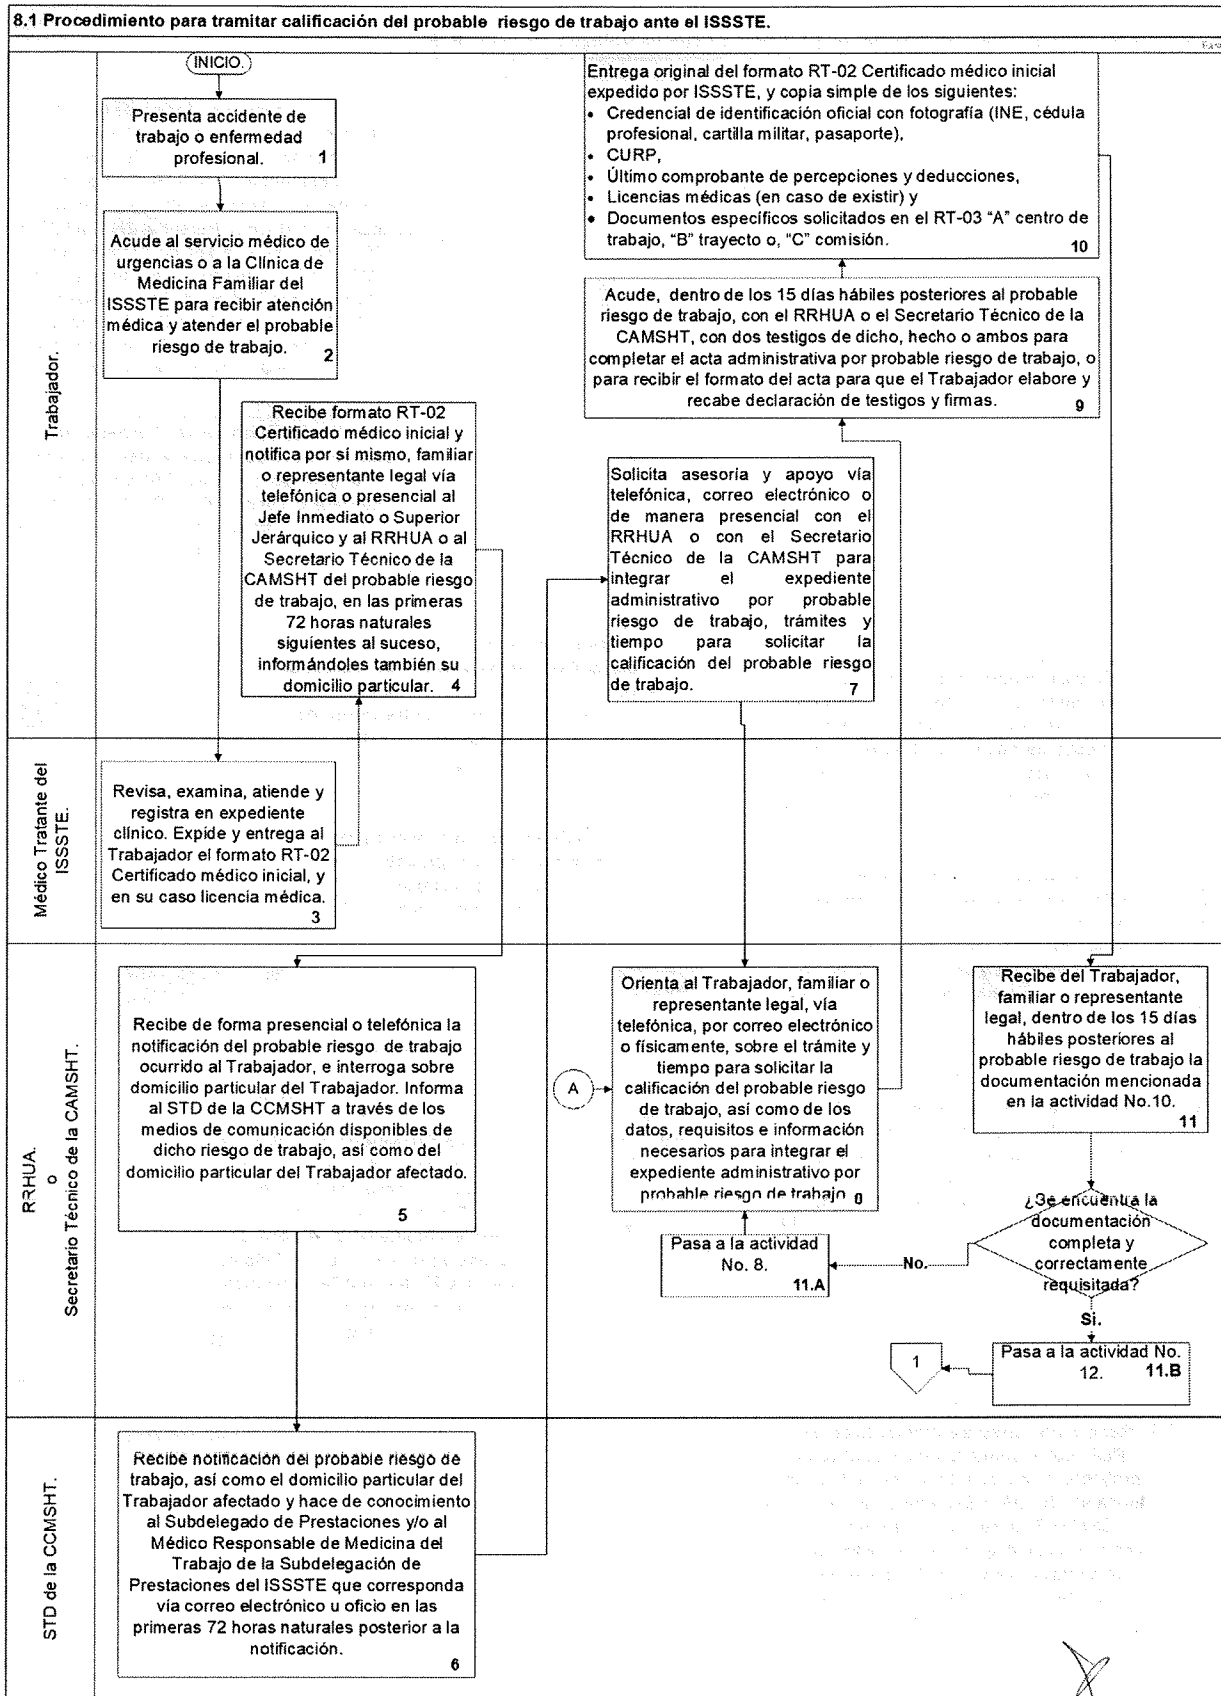 8.1 Procedimiento para tramitar calificación del probable riesgo de trabajo ante el ISSSTE.
Trabajador.
INICIO.
Presenta accidente de
trabajo o enfermedad
profesional.
1
Acude al servicio médico de
urgencias o a la Clínica de
Medicina Familiar del
ISSSTE para recibir atención
médica y atender el probable
riesgo de trabajo.
2
Recibe formato RT-02
Certificado médico inicial y
notifica por sí mismo, familiar
o representante legal vía
telefónica o presencial al
Jefe Inmediato o Superior
Jerárquico y al RRHUA o al
Secretario Técnico de la
CAMSHT del probable riesgo
de trabajo, en las primeras
72 horas naturales
siguientes al suceso,
informándoles también su
domicilio particular. 4
Entrega original del formato RT-02 Certificado médico inicial
expedido por ISSSTE, y copia simple de los siguientes:
• Credencial de identificación oficial con fotografía (INE, cédula
profesional, cartilla militar, pasaporte),
• CURP,
• Último comprobante de percepciones y deducciones,
• Licencias médicas (en caso de existir) y
• Documentos específicos solicitados en el RT-03 “A” centro de
trabajo, “B” trayecto o, “C” comisión.
10
Acude, dentro de los 15 días hábiles posteriores al probable
riesgo de trabajo, con el RRHUA o el Secretario Técnico de la
CAMSHT, con dos testigos de dicho, hecho o ambos para
completar el acta administrativa por probable riesgo de trabajo, o
para recibir el formato del acta para que el Trabajador elabore y
recabe declaración de testigos y firmas.
9
Solicita asesoría y apoyo vía
telefónica, correo electrónico o
de manera presencial con el
RRHUA o con el Secretario
Técnico de la CAMSHT para
integrar el expediente
administrativo por probable
riesgo de trabajo, trámites y
tiempo para solicitar la
calificación del probable riesgo
de trabajo.
7
Médico Tratante del
ISSSTE.
Revisa, examina, atiende y
registra en expediente
clínico. Expide y entrega al
Trabajador el formato RT-02
Certificado médico inicial, y
en su caso licencia médica.
3
RRHUA.
o
Secretario Técnico de la CAMSHT.
Recibe de forma presencial o telefónica la
notificación del probable riesgo de trabajo
ocurrido al Trabajador, e interroga sobre
domicilio particular del Trabajador. Informa
al STD de la CCMSHT a través de los
medios de comunicación disponibles de
dicho riesgo de trabajo, así como del
domicilio particular del Trabajador afectado.
5
A
Orienta al Trabajador, familiar o
representante legal, vía
telefónica, por correo electrónico
o físicamente, sobre el trámite y
tiempo para solicitar la
calificación del probable riesgo
de trabajo, así como de los
datos, requisitos e información
necesarios para integrar el
expediente administrativo por
probable riesgo de trabajo 8
Pasa a la actividad
No. 8.
11.A
Recibe del Trabajador,
familiar o representante
legal, dentro de los 15 días
hábiles posteriores al
probable riesgo de trabajo la
documentación mencionada
en la actividad No.10.
11
¿Se encuentra la
documentación
completa y
correctamente
requisitada?
No.
Si.
Pasa a la actividad No.
12. 11.B
1
STD de la CCMSHT.
Recibe notificación del probable riesgo de
trabajo, así como el domicilio particular del
Trabajador afectado y hace de conocimiento
al Subdelegado de Prestaciones y/o al
Médico Responsable de Medicina del
Trabajo de la Subdelegación de
Prestaciones del ISSSTE que corresponda
vía correo electrónico u oficio en las
primeras 72 horas naturales posterior a la
notificación.
6